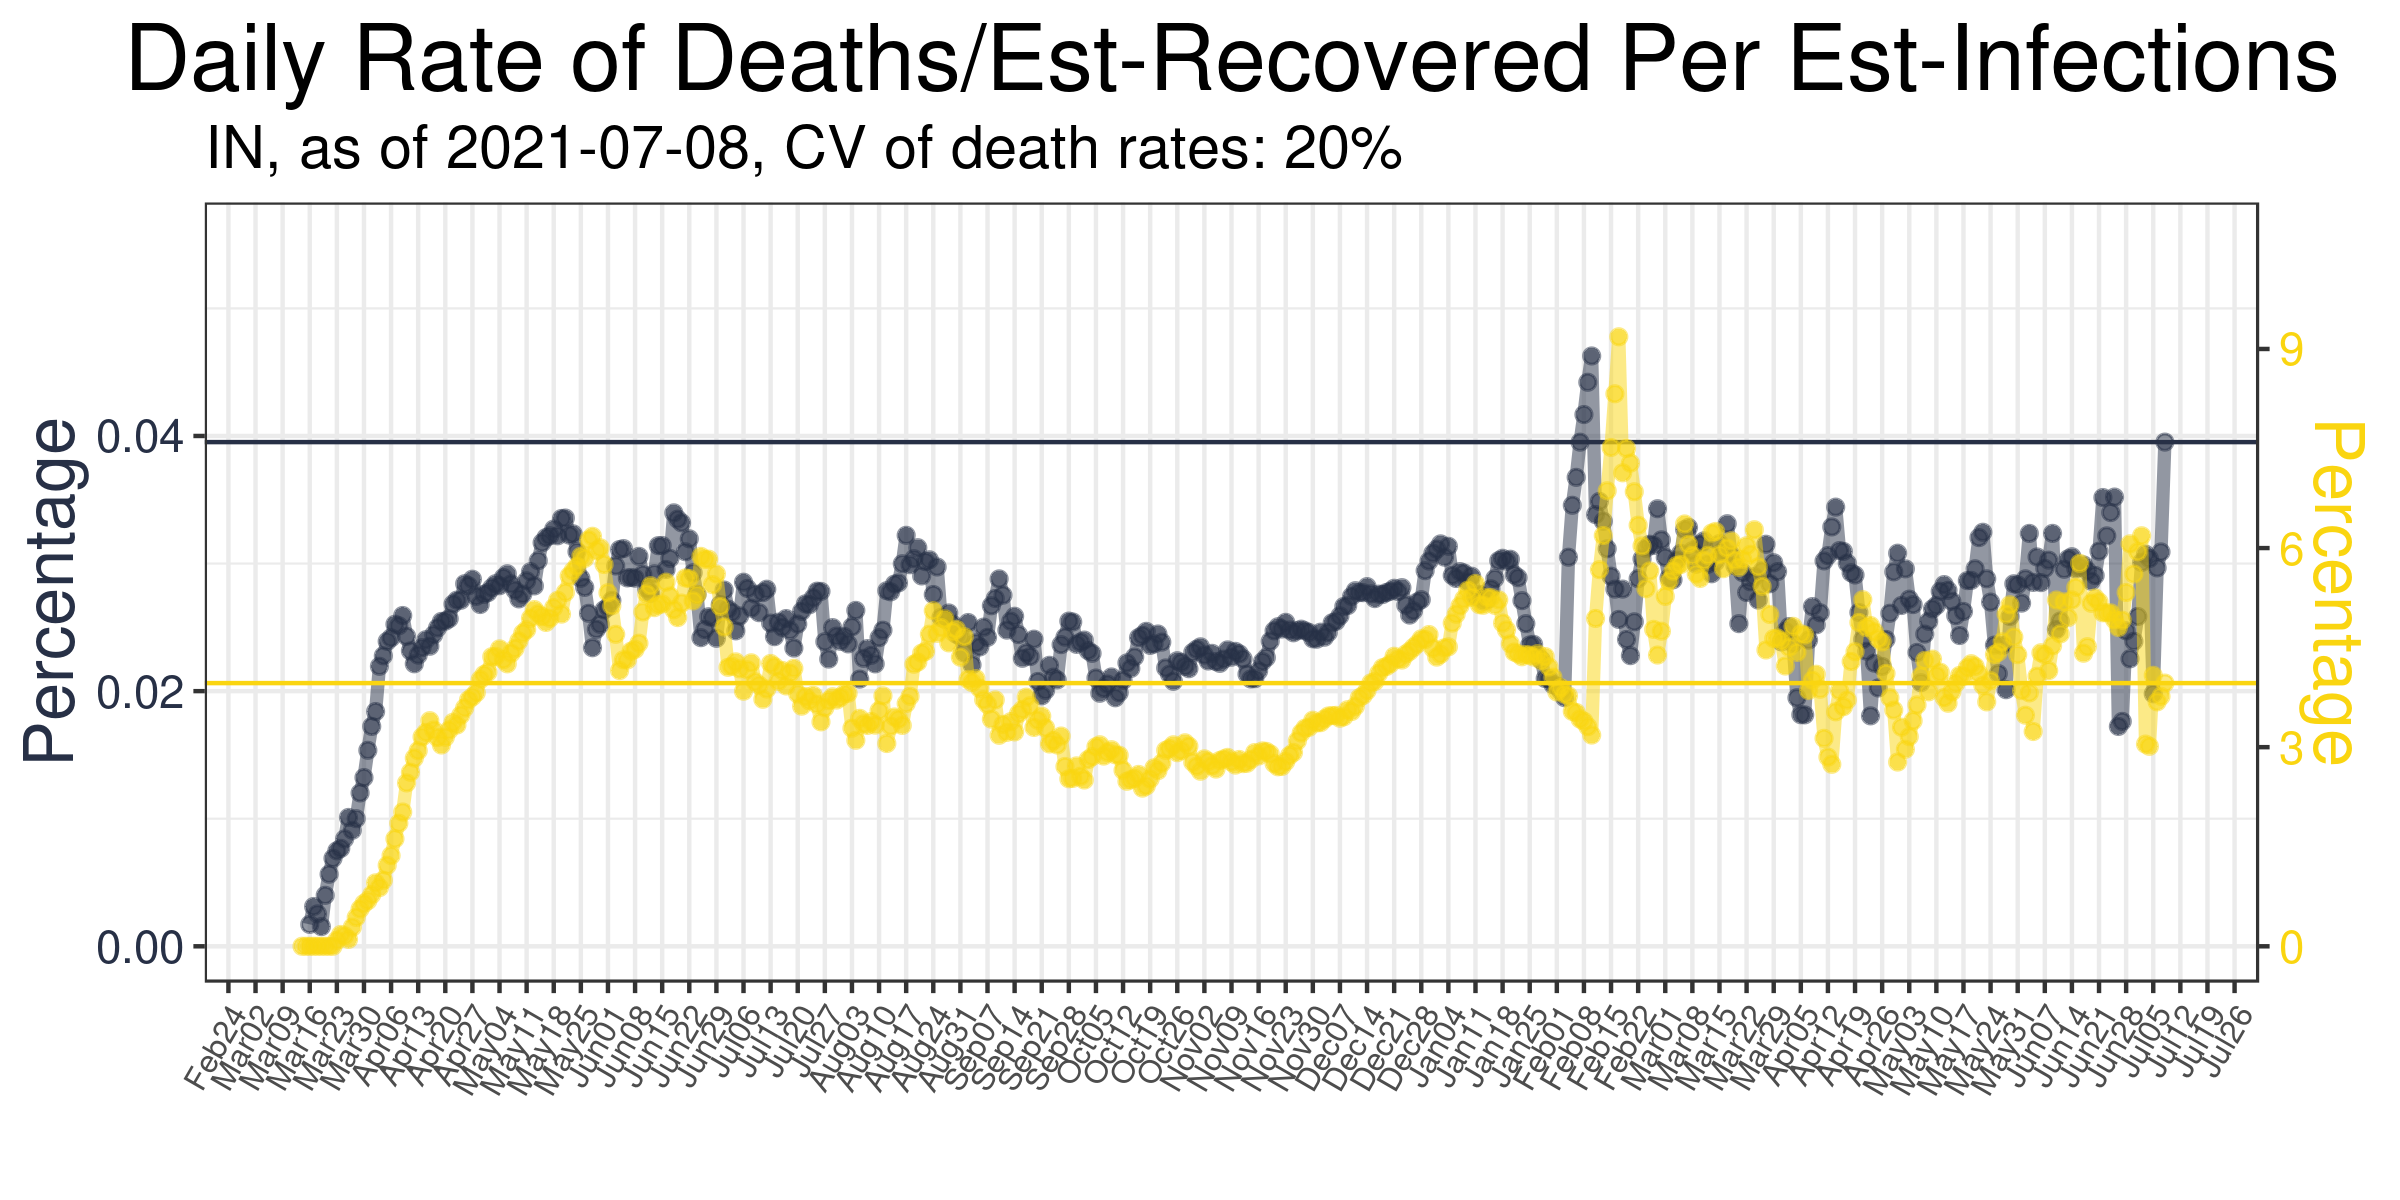 Daily Rate of Deaths/Est-Recovered Per Est-Infections
IN, as of 2021-07-08, CV of death rates: 20%
Percentage
0.04
0.02
0.00
9
6
3
0
Percentage
Feb24
Mar02
Mar09
Mar16
Mar23
Mar30
Apr06
Apr13
Apr20
Apr27
May04
May11
May18
May25
Jun01
Jun08
Jun15
Jun22
Jun29
Jul06
Jul13
Jul20
Jul27
Aug03
Aug10
Aug17
Aug24
Aug31
Sep07
Sep14
Sep21
Sep28
Oct05
Oct12
Oct19
Oct26
Nov02
Nov09
Nov16
Nov23
Nov30
Dec07
Dec14
Dec21
Dec28
Jan04
Jan11
Jan18
Jan25
Feb01
Feb08
Feb15
Feb22
Mar01
Mar08
Mar15
Mar22
Mar29
Apr05
Apr12
Apr19
Apr26
May03
May10
May17
May24
May31
Jun07
Jun14
Jun21
Jun28
Jul05
Jul12
Jul19
Jul26